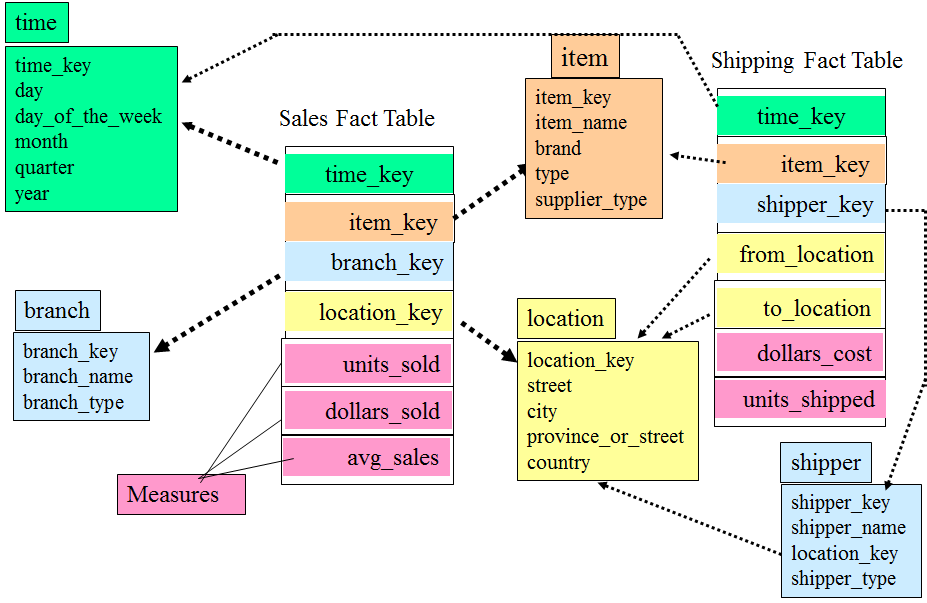 time
time_key
day
day_of_the_week
month
quarter
year
Sales Fact Table
time_key
item_key
branch_key
location_key
units_sold
dollars_sold
avg_sales
Measures
branch
branch_key
branch_name
branch_type
item
item_key
item_name
brand
type
supplier_type
location
location_key
street
city
province_or_street
country
Shipping Fact Table
time_key
item_key
shipper_key
from_location
to_location
dollars_cost
units_shipped
shipper
shipper_key
shipper_name
location_key
shipper_type